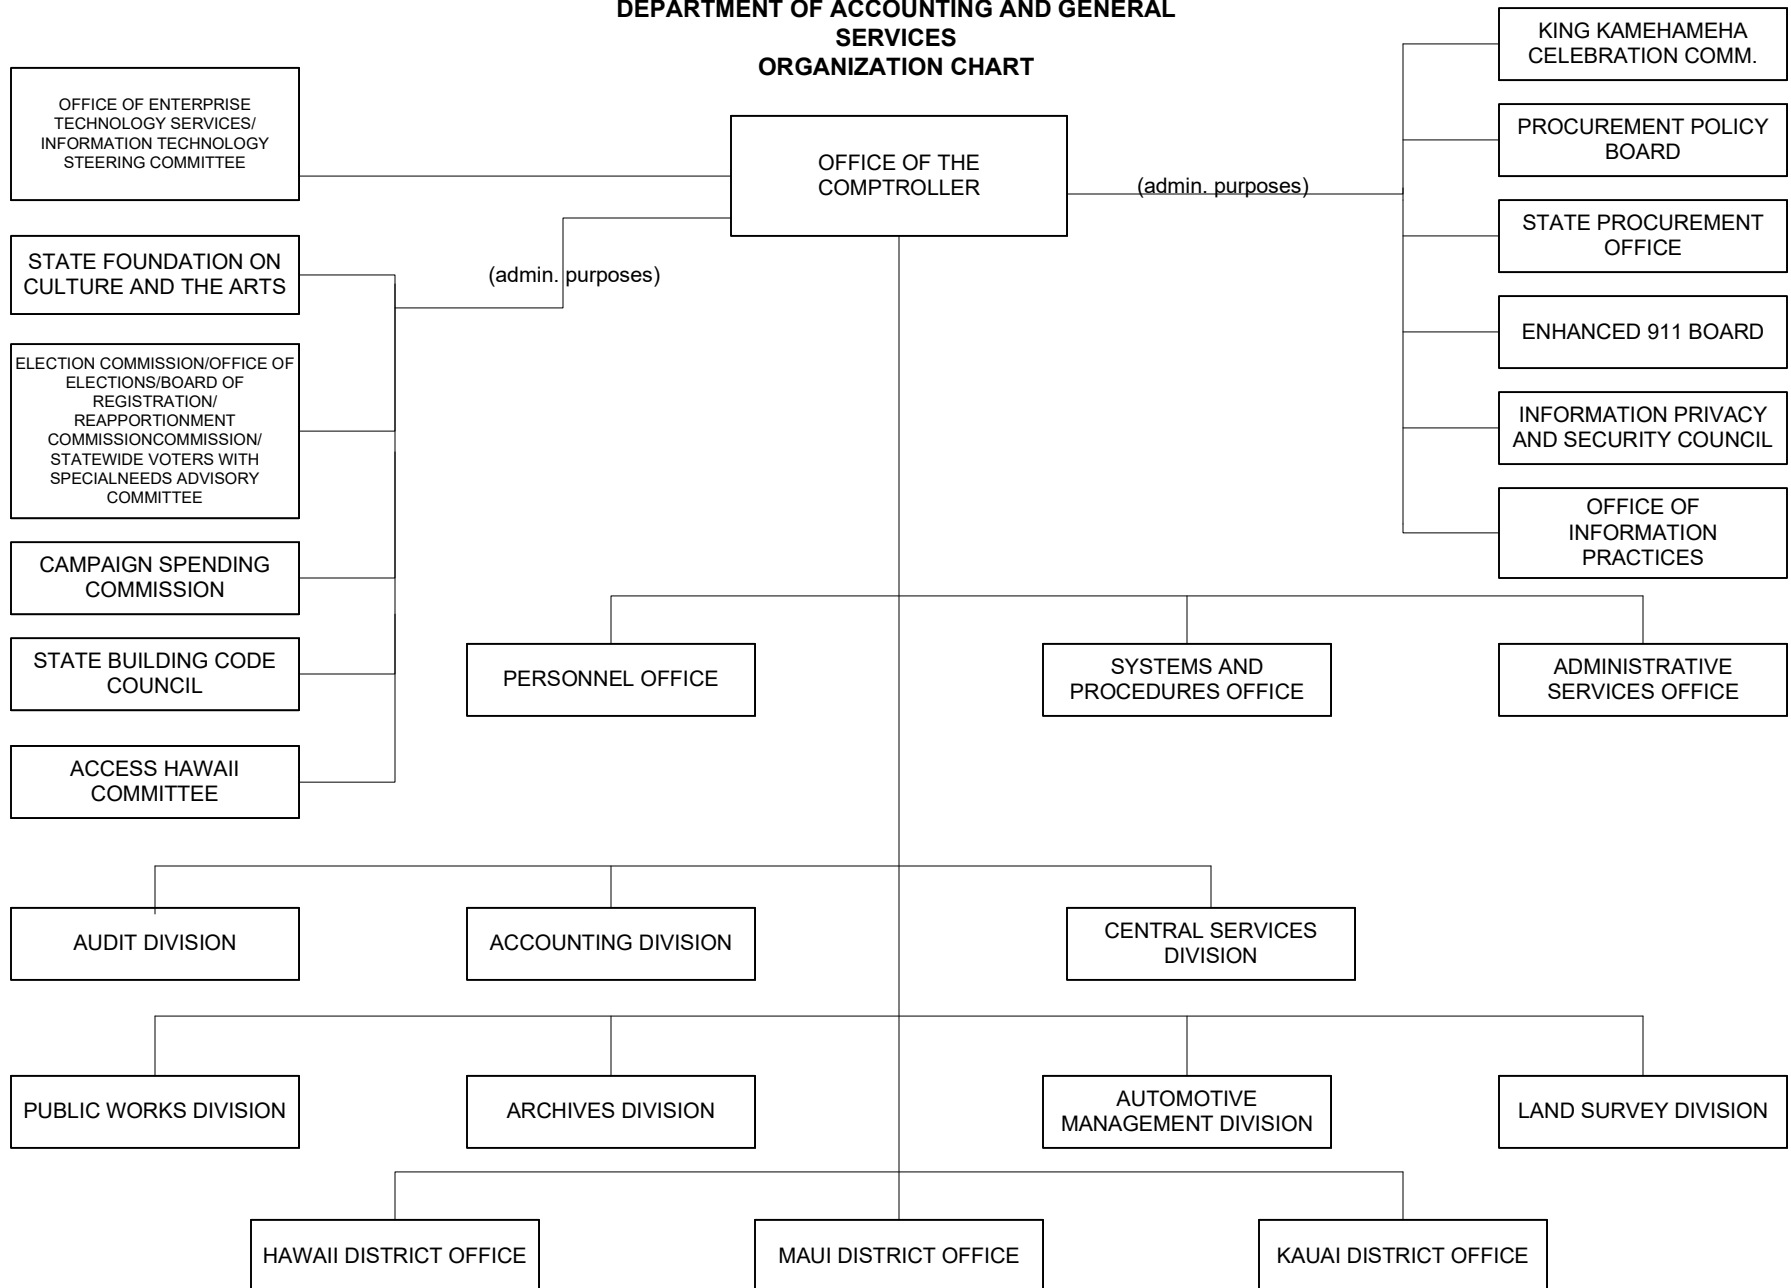 DEPARTMENT OF ACCOUNTING AND GENERAL
SERVICES
ORGANIZATION CHART
OFFICE OF ENTERPRISE
TECHNOLOGY SERVICES/
INFORMATION TECHNOLOGY
STEERING COMMITTEE
OFFICE OF THE
COMPTROLLER
(admin. purposes)
KING KAMEHAMEHA
CELEBRATION COMM.
PROCUREMENT POLICY
BOARD
STATE PROCUREMENT
OFFICE
ENHANCED 911 BOARD
INFORMATION PRIVACY
AND SECURITY COUNCIL
OFFICE OF
INFORMATION
PRACTICES
(admin. purposes)
STATE FOUNDATION ON
CULTURE AND THE ARTS
ELECTION COMMISSION/OFFICE OF
ELECTIONS/BOARD OF
REGISTRATION/
REAPPORTIONMENT
COMMISSIONCOMMISSION/
STATEWIDE VOTERS WITH
SPECIALNEEDS ADVISORY
COMMITTEE
CAMPAIGN SPENDING
COMMISSION
STATE BUILDING CODE
COUNCIL
ACCESS HAWAII
COMMITTEE
PERSONNEL OFFICE
SYSTEMS AND
PROCEDURES OFFICE
ADMINISTRATIVE
SERVICES OFFICE
AUDIT DIVISION
ACCOUNTING DIVISION
CENTRAL SERVICES
DIVISION
PUBLIC WORKS DIVISION
ARCHIVES DIVISION
AUTOMOTIVE
MANAGEMENT DIVISION
LAND SURVEY DIVISION
HAWAII DISTRICT OFFICE
MAUI DISTRICT OFFICE
KAUAI DISTRICT OFFICE